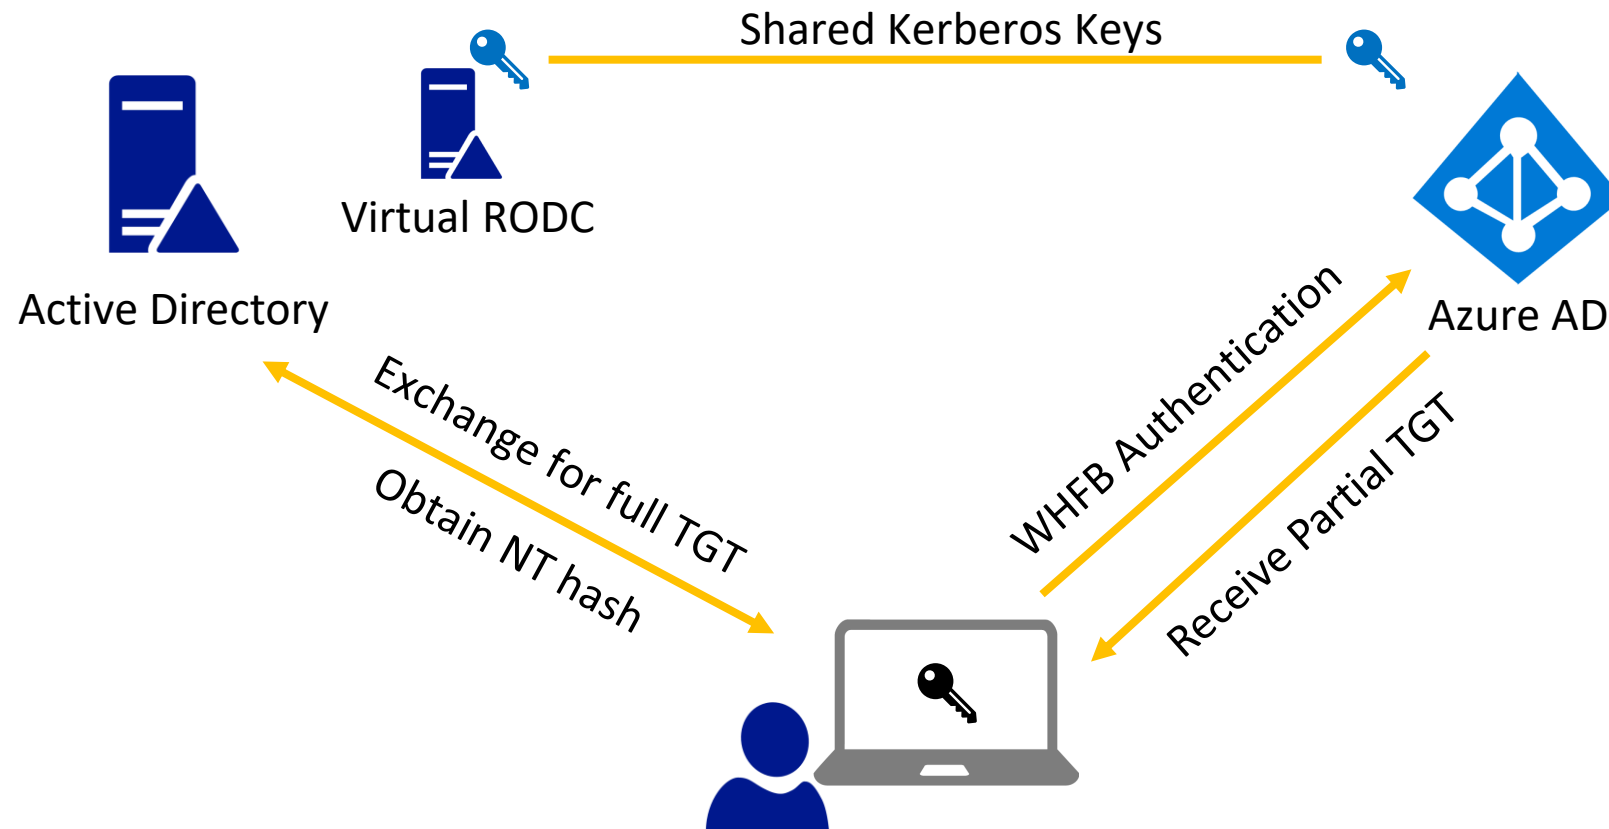 Shared Kerberos Keys
Virtual RODC
Active Directory
Azure AD
Exchange for full TGT
Obtain NT hash
WHFB Authentication
Receive Partial TGT